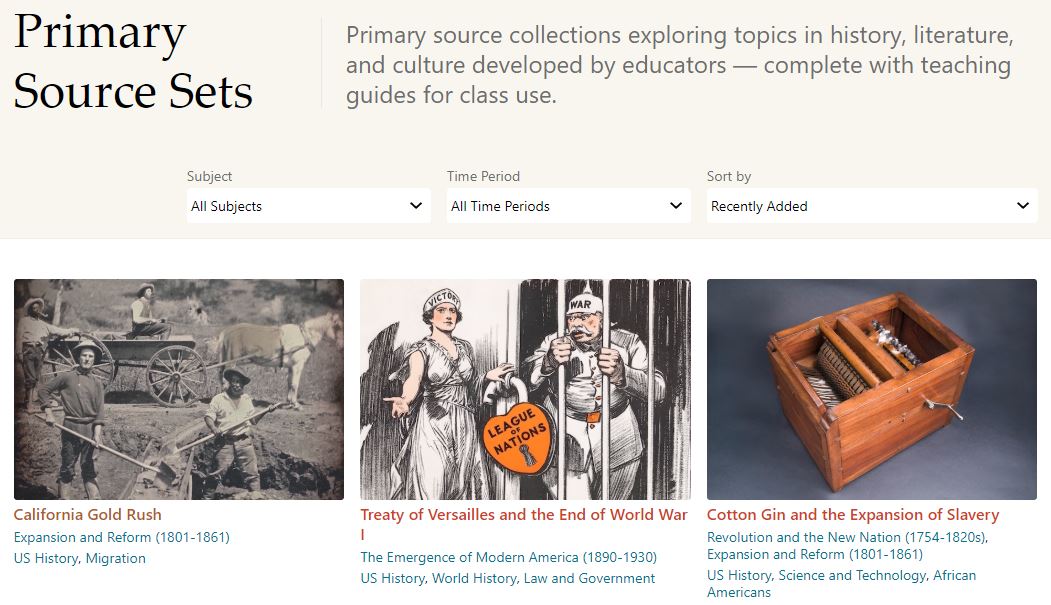 Primary
Source Sets
Primary source collections exploring topics in history, literature,
and culture developed by educators — complete with teaching
guides for class use.
Subject
All Subjects
Time Period
All Time Periods
Sort by
Recently Added
VICTORY
WAR
LEAGUE
OF
NATIONS
California Gold Rush
Expansion and Reform (1801-1861)
US History, Migration
Treaty of Versailles and the End of World War
I
The Emergence of Modern America (1890-1930)
US History, World History, Law and Government
Cotton Gin and the Expansion of Slavery
Revolution and the New Nation (1754-1820s),
Expansion and Reform (1801-1861)
US History, Science and Technology, African
Americans